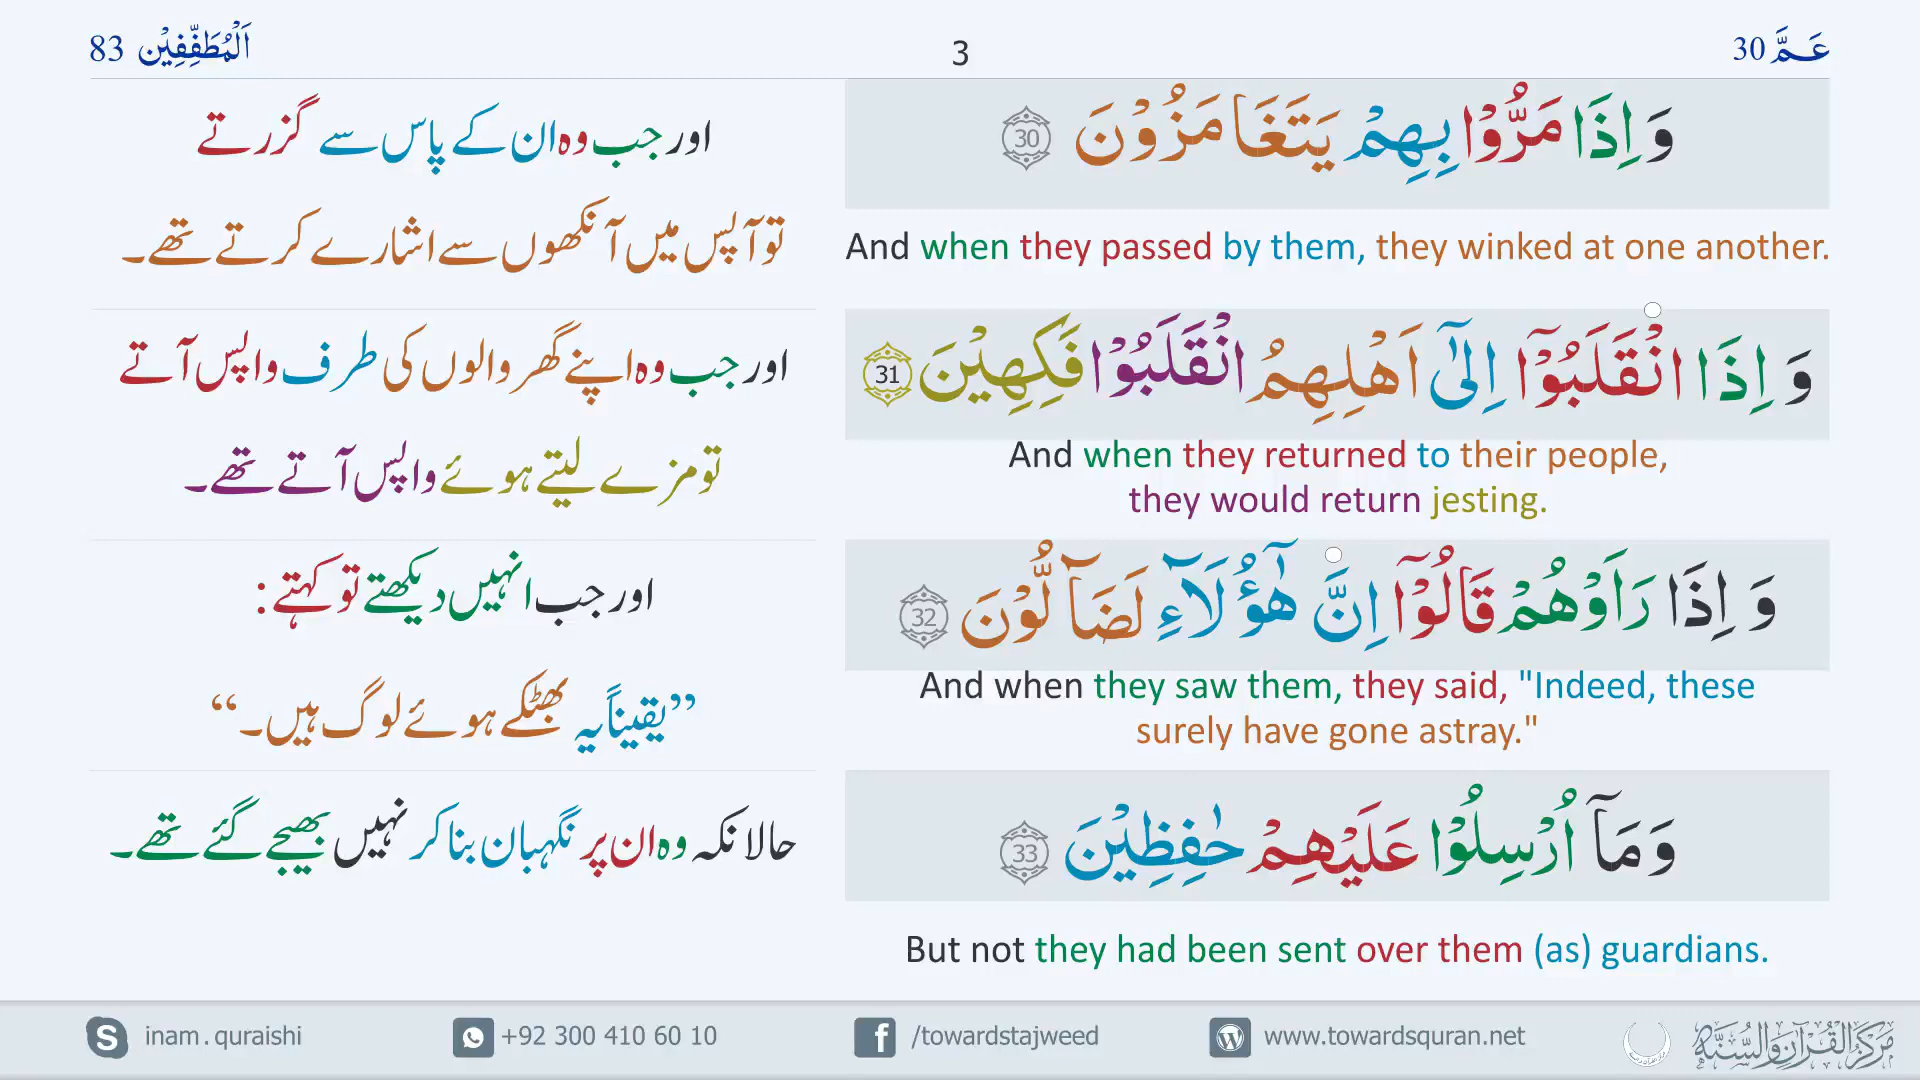 اَلْمُطَفِّفِيْن 83
3
عَمَّ 30
وَ اِذَا مَرُّوْا بِهِمْ يَتَغَامَزُوْنَ 30
And when they passed by them, they winked at one another.
اور جب وہ ان کے پاس سے گزرتے
تو آپس میں آنکھوں سے اشارے کرتے تھے۔
وَ اِذَا انْقَلَبُوْۤا اِلٰۤى اَهْلِهِمُ انْقَلَبُوْا فَكِهِيْنَ 31
And when they returned to their people,
they would return jesting.
اور جب وہ اپنے گھر والوں کی طرف واپس آتے
تو مزے لیتے ہوئے واپس آتے تھے۔
وَ اِذَا رَاَوْهُمْ قَالُوْۤا اِنَّ هٰۤؤُلَآءِ لَضَآلُّوْنَ 32
And when they saw them, they said, "Indeed, these
surely have gone astray."
اور جب انہیں دیکھتے تو کہتے:
”یقیناً یہ بھٹکے ہوئے لوگ ہیں۔“
وَ مَاۤ اُرْسِلُوْا عَلَيْهِمْ حٰفِظِيْنَ 33
But not they had been sent over them (as) guardians.
حالانکہ وہ ان پر نگہبان بنا کر نہیں بھیجے گئے تھے۔
inam.quraishi
+92 300 410 60 10
/towardstajweed
www.towardsquran.net
مَرْكَزُ الْقُرْآنِ وَالسُّنَّة